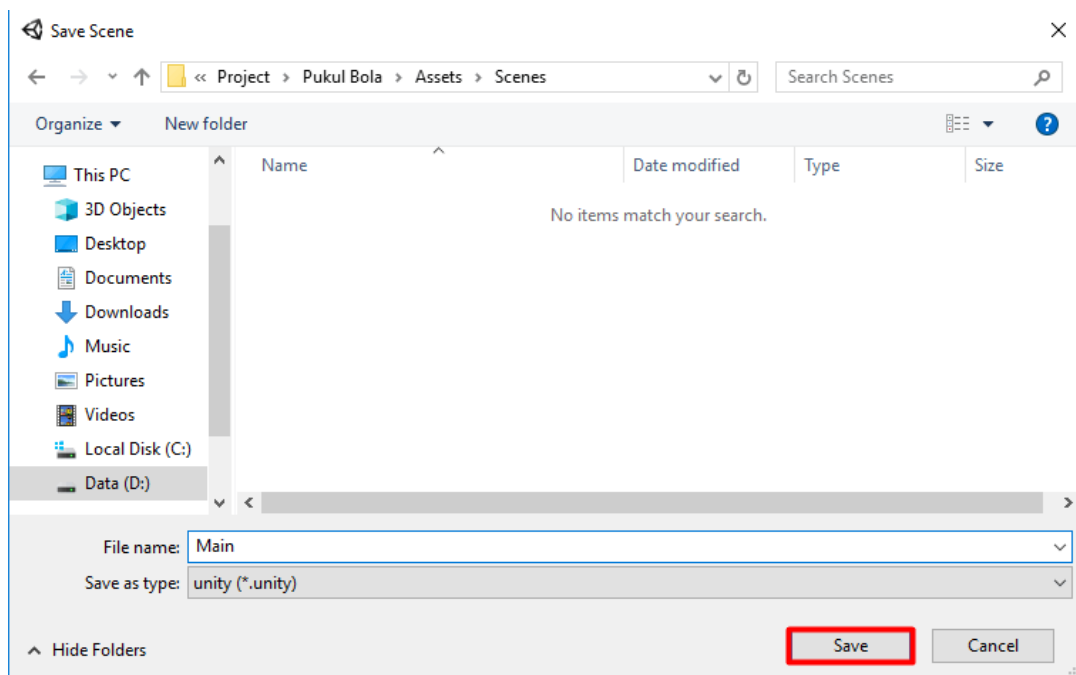 Save Scene
« Project > Pukul Bola > Assets > Scenes
Search Scenes
Organize
New folder
?
Name
Date modified
Type
Size
No items match your search.
This PC
3D Objects
Desktop
Documents
Downloads
Music
Pictures
Videos
Local Disk (C:)
Data (D:)
File name: Main
Save as type: unity (*.unity)
Hide Folders
Save
Cancel